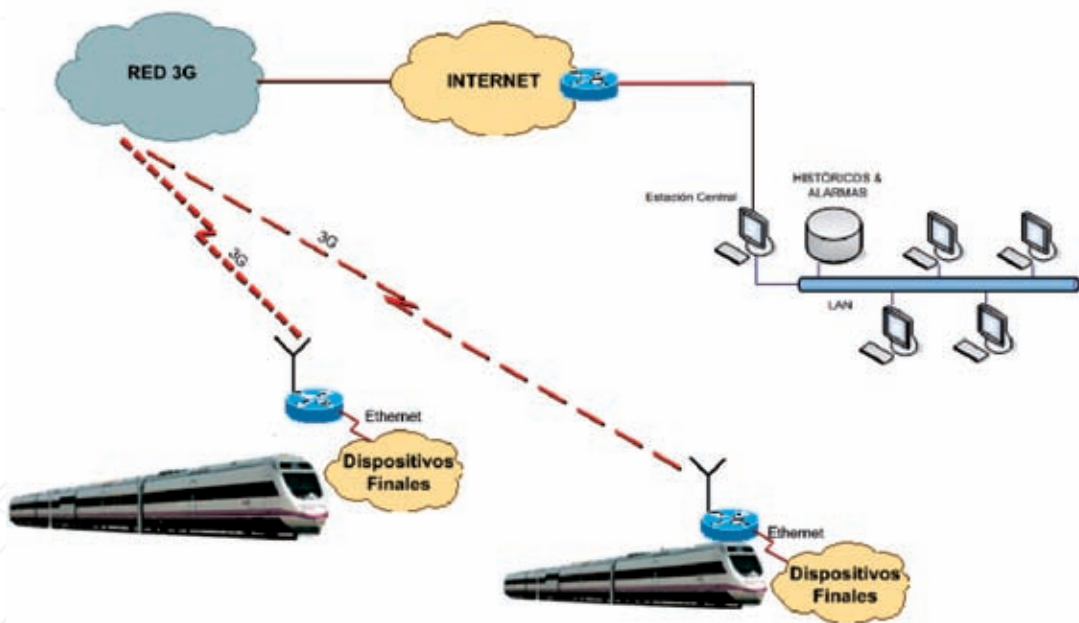 RED 3G
INTERNET
Estación Central
HISTÓRICOS &
ALARMAS
LAN
3G
3G
Ethernet
Dispositivos
Finales
Ethernet
Dispositivos
Finales